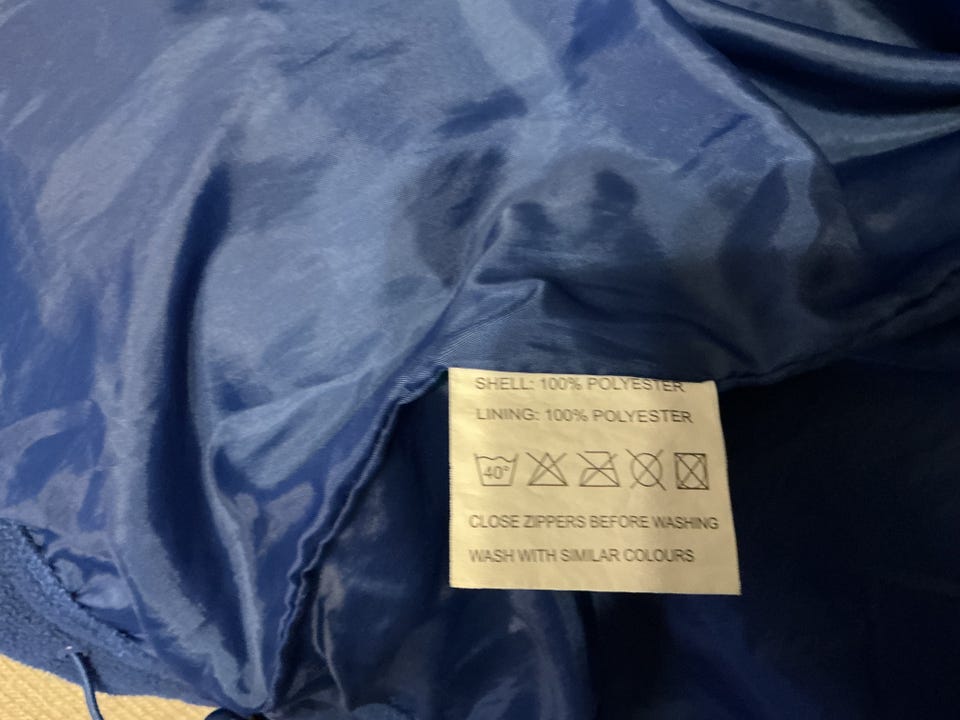 SHELL: 100% POLYESTER
LINING: 100% POLYESTER
40°
CLOSE ZIPPERS BEFORE WASHING
WASH WITH SIMILAR COLOURS